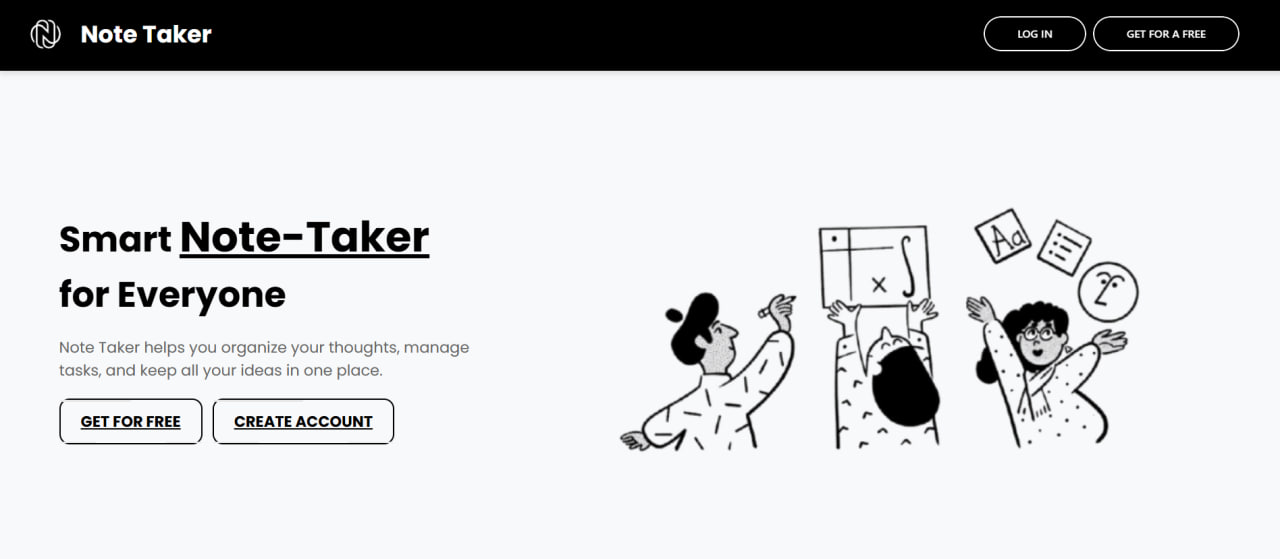 Note Taker
LOG IN
GET FOR A FREE
Smart Note-Taker
for Everyone
Note Taker helps you organize your thoughts, manage
tasks, and keep all your ideas in one place.
GET FOR FREE
CREATE ACCOUNT
x ∫
Aa